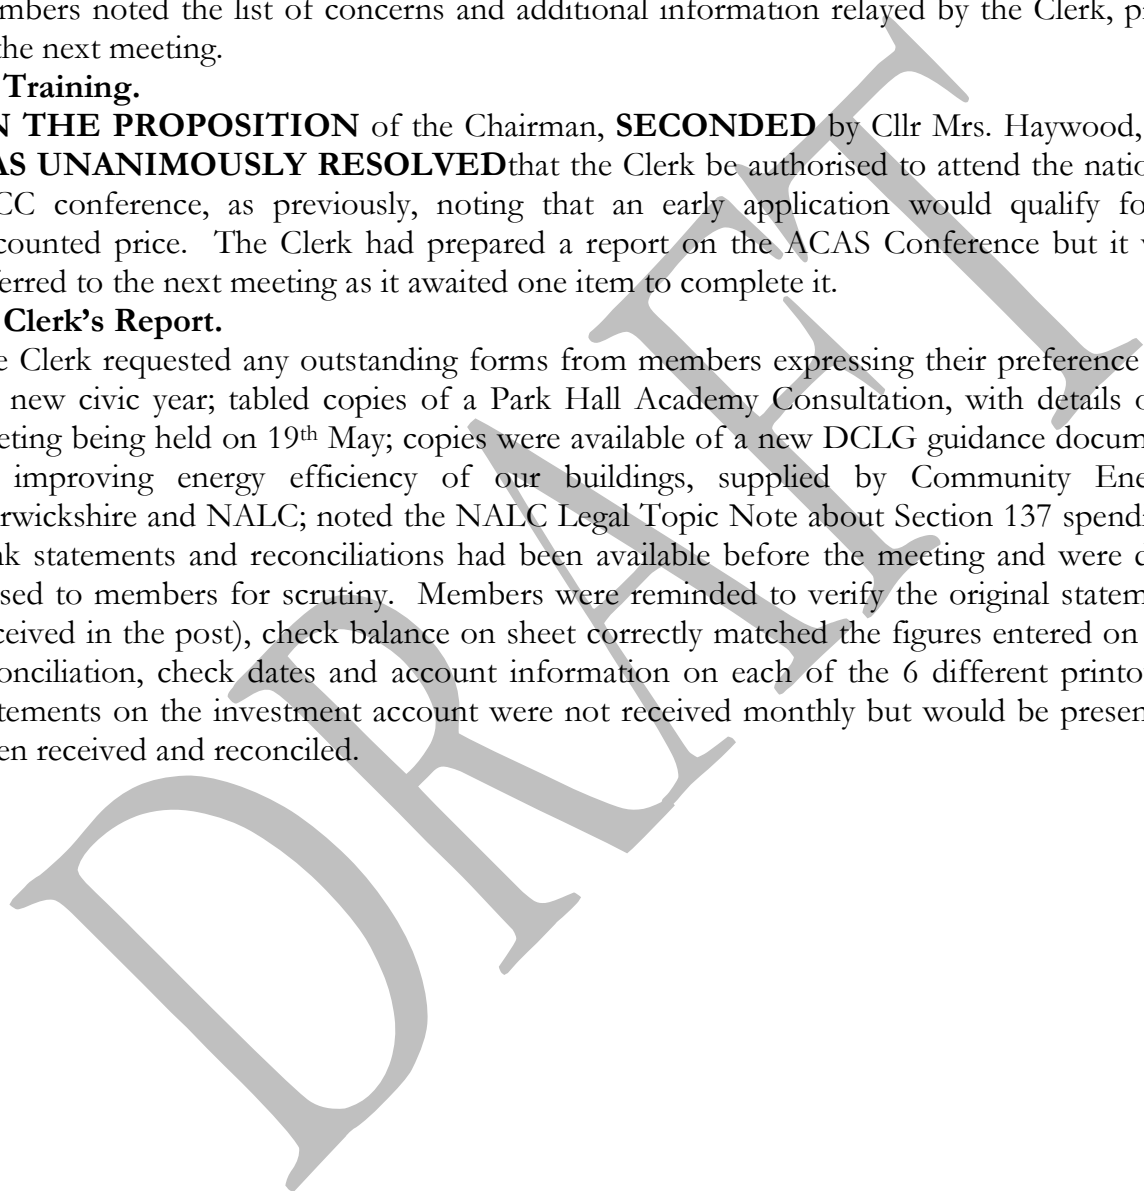 mbers noted the list of concerns and additional information relayed by the Clerk, p
the next meeting.
Training.
N THE PROPOSITION of the Chairman, SECONDED by Cllr Mrs. Haywood,
AS UNANIMOUSLY RESOLVEDthat the Clerk be authorised to attend the natio
CC conference, as previously, noting that an early application would qualify fo
counted price. The Clerk had prepared a report on the ACAS Conference but it
erred to the next meeting as it awaited one item to complete it.
Clerk’s Report.
e Clerk requested any outstanding forms from members expressing their preference
new civic year; tabled copies of a Park Hall Academy Consultation, with details o
eting being held on 19th May; copies were available of a new DCLG guidance docum
improving energy efficiency of our buildings, supplied by Community Ene
rwickshire and NALC; noted the NALC Legal Topic Note about Section 137 spend
nk statements and reconciliations had been available before the meeting and were d
ssed to members for scrutiny. Members were reminded to verify the original statem
ceived in the post), check balance on sheet correctly matched the figures entered on
onciliation, check dates and account information on each of the 6 different printo
tements on the investment account were not received monthly but would be presen
en received and reconciled.
DRAFT